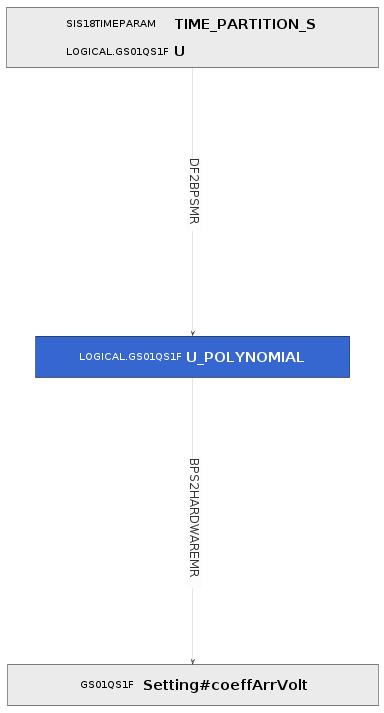 SIS18TIMEPARAM TIME_PARTITION_S
LOGICAL.GS01QS1F U
DF2BPSMR
LOGICAL.GS01QS1F U_POLYNOMIAL
BPS2HARDWAREMR
GS01QS1F Setting#coeffArrVolt